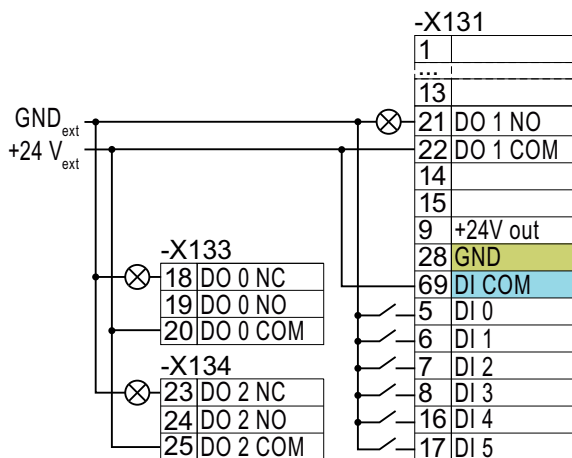 -X131
1
...
13
GND ext
21 DO 1 NO
+24 V ext
22 DO 1 COM
14
15
9 +24V out
28 GND
69 DI COM
5 DI 0
6 DI 1
7 DI 2
8 DI 3
16 DI 4
17 DI 5
-X133
18 DO 0 NC
19 DO 0 NO
20 DO 0 COM
-X134
23 DO 2 NC
24 DO 2 NO
25 DO 2 COM